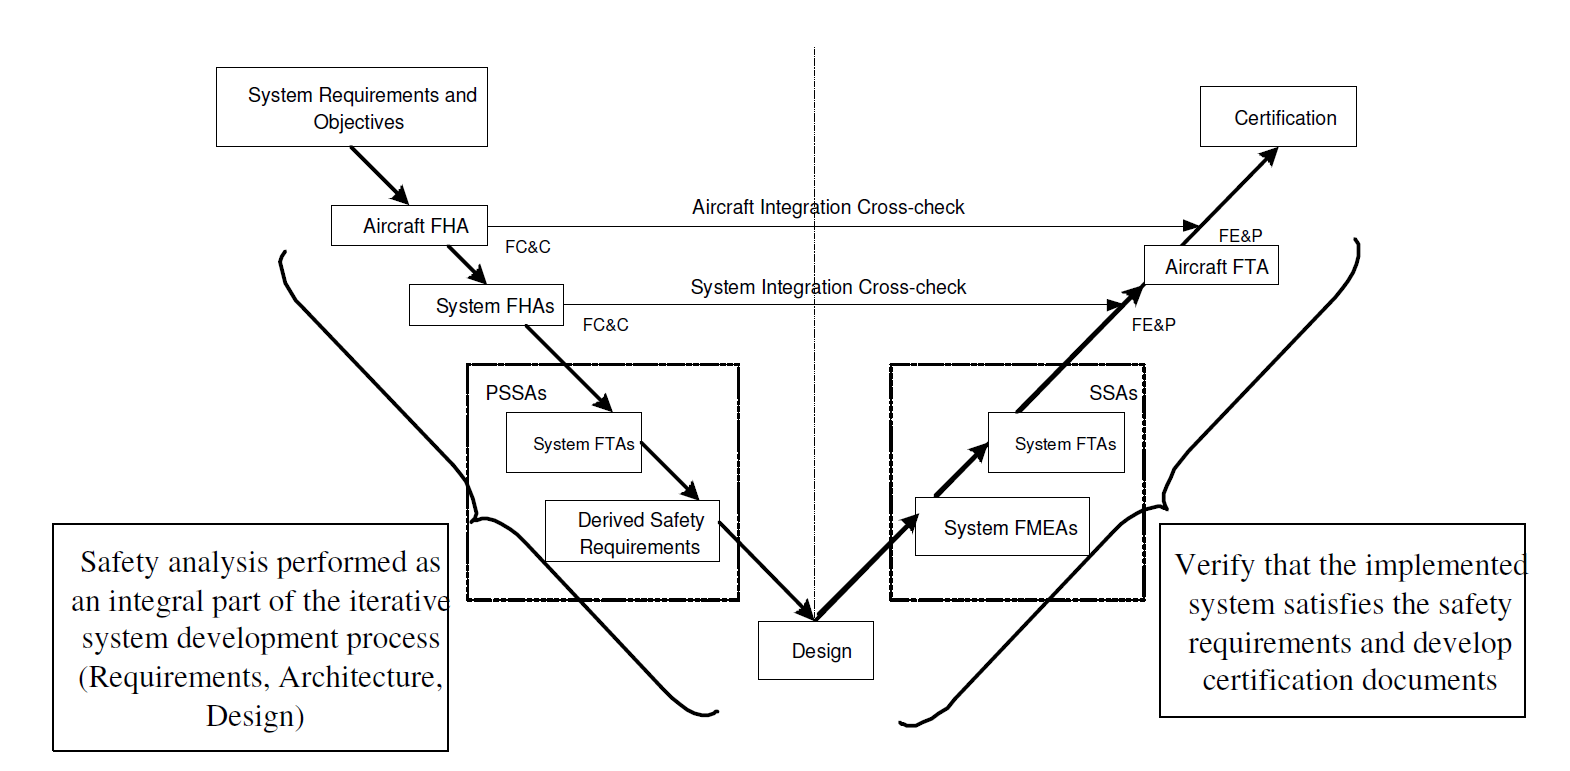 System Requirements and
Objectives
Certification
Aircraft Integration Cross-check
Aircraft FHA
FC&C
FE&P
Aircraft FTA
System Integration Cross-check
System FHAs
FC&C
FE&P
PSSAs
SSAs
System FTAs
System FTAs
Derived Safety
Requirements
System FMEAs
Design
Safety analysis performed as
an integral part of the iterative
system development process
(Requirements, Architecture,
Design)
Verify that the implemented
system satisfies the safety
requirements and develop
certification documents